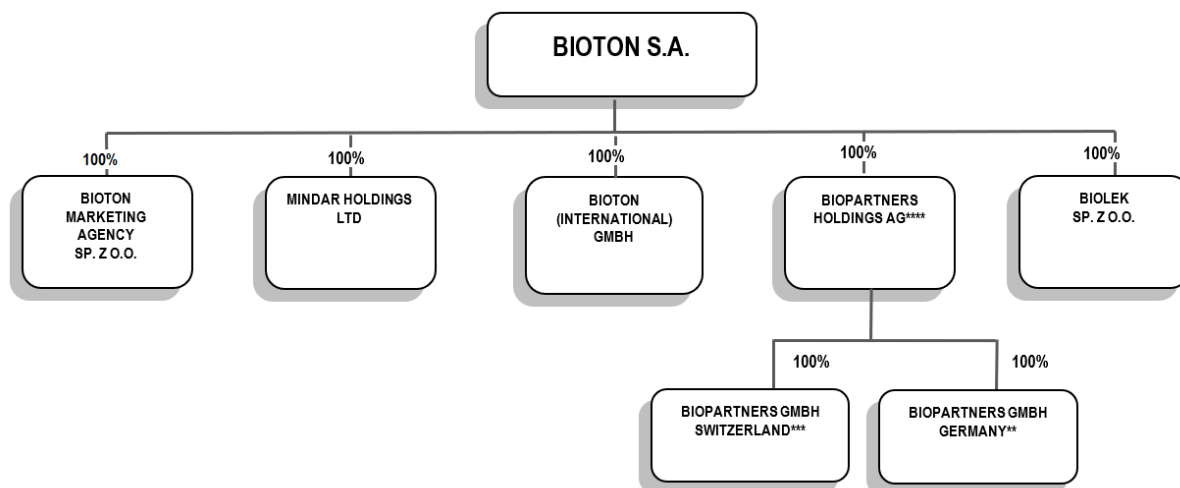 BIOTON S.A.
100%
100%
100%
100%
100%
BIOTON
MARKETING
AGENCY
SP. Z O.O.
MINDAR HOLDINGS
LTD
BIOTON
(INTERNATIONAL)
GMBH
BIOPARTNERS
HOLDINGS AG****
BIOLEK
SP. Z O.O.
100%
100%
BIOPARTNERS GMBH
SWITZERLAND***
BIOPARTNERS GMBH
GERMANY**